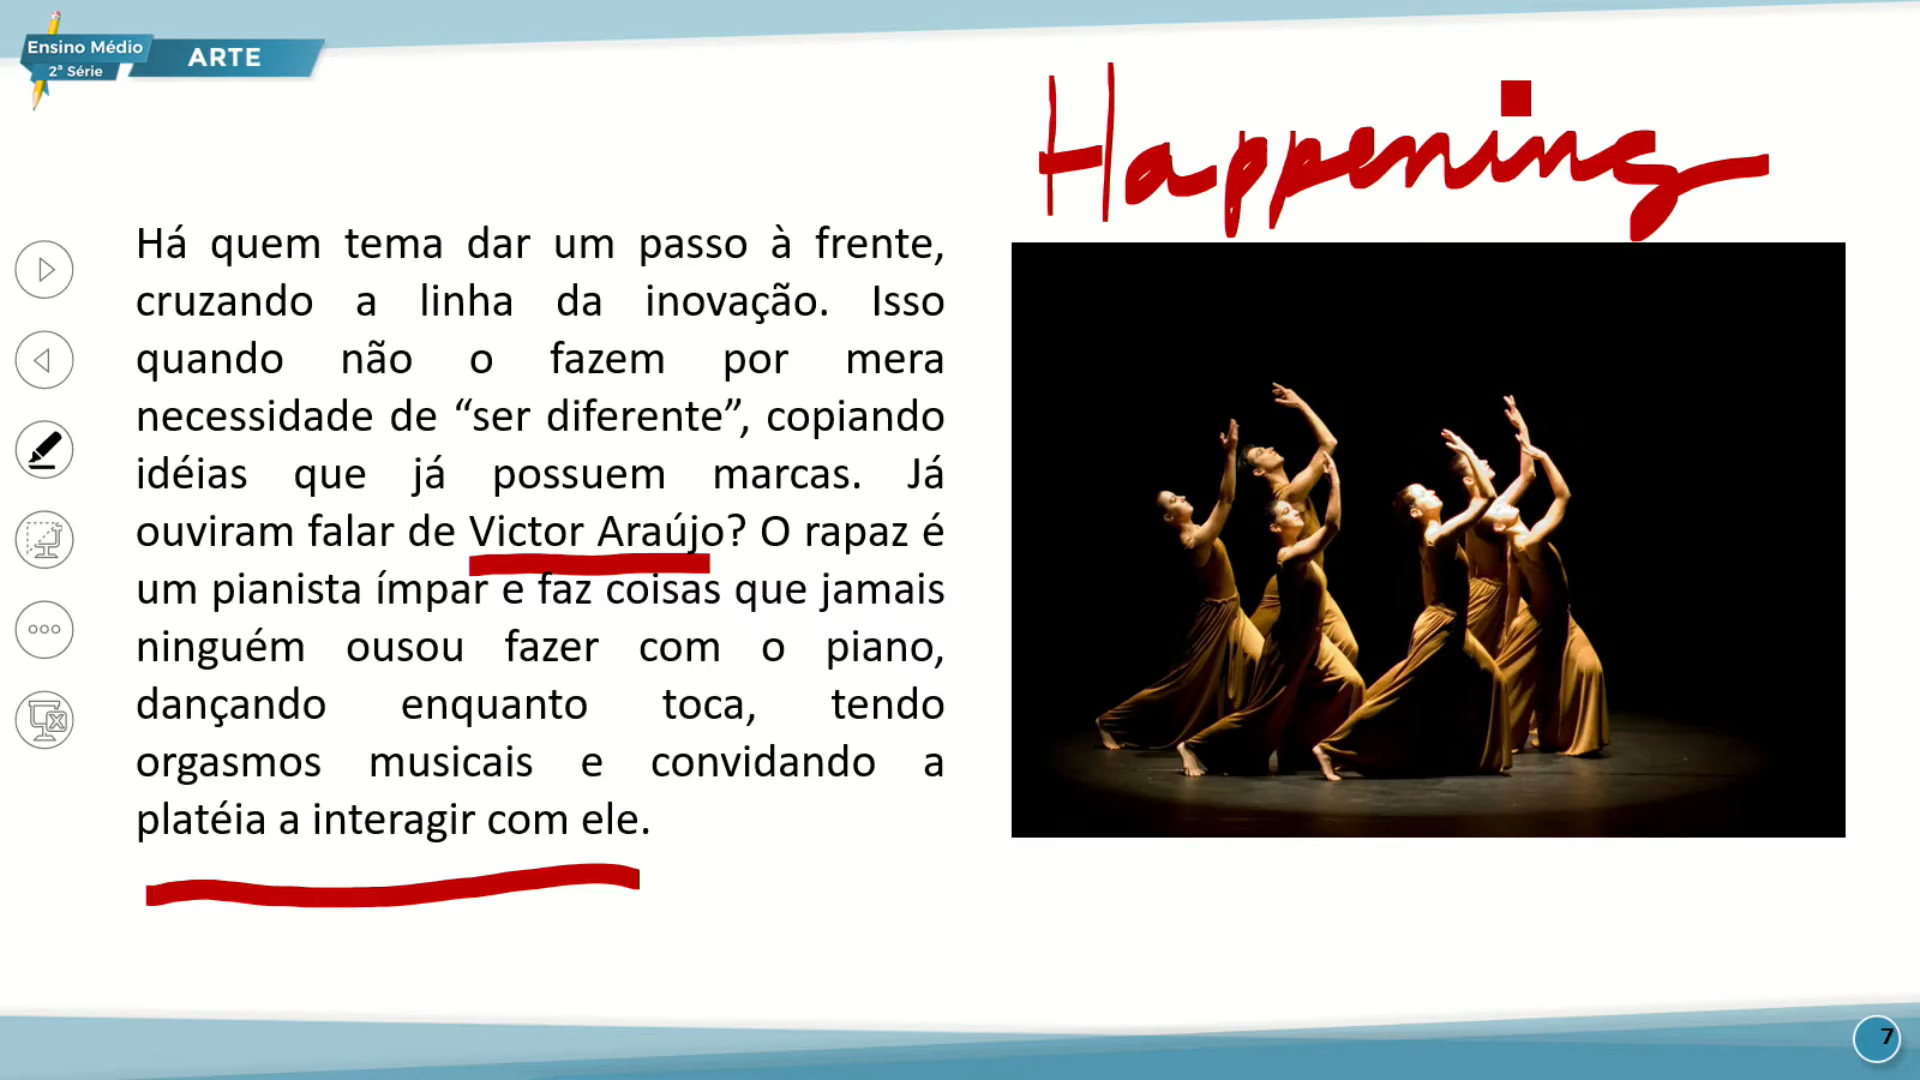 Ensino Médio
2ª Série
ARTE
Happening
Há quem tema dar um passo à frente,
cruzando a linha da inovação. Isso
quando não o fazem por mera
necessidade de “ser diferente”, copiando
idéias que já possuem marcas. Já
ouviram falar de Victor Araújo? O rapaz é
um pianista ímpar e faz coisas que jamais
ninguém ousou fazer com o piano,
dançando enquanto toca, tendo
orgasmos musicais e convidando a
platéia a interagir com ele.
7